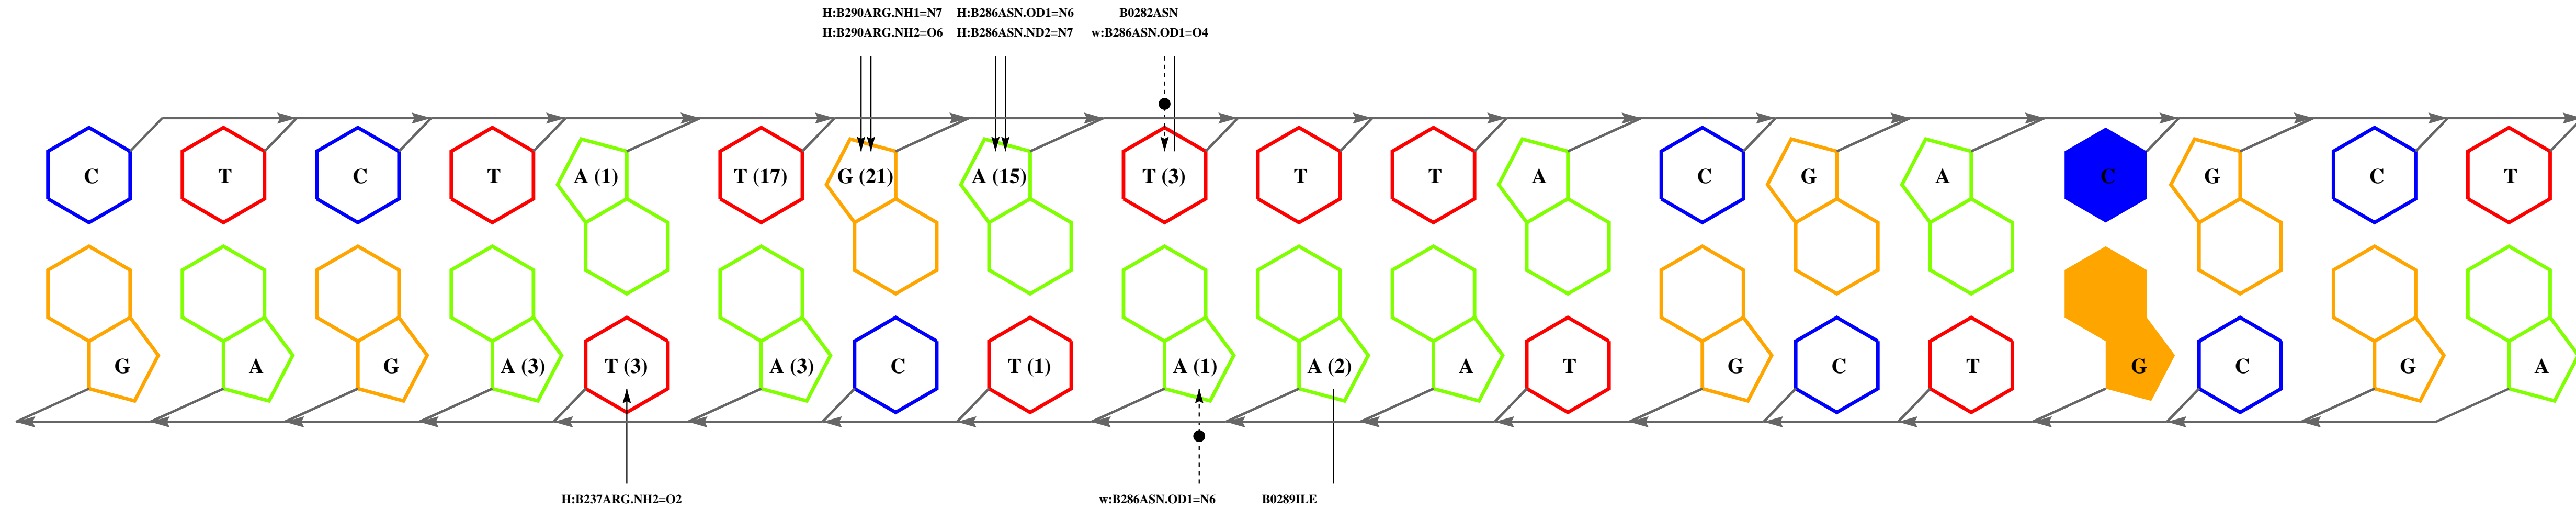 H:B290ARG.NH1=N7 H:B286ASN.OD1=N6 B0282ASN
H:B290ARG.NH2=O6 H:B286ASN.ND2=N7 w:B286ASN.OD1=O4
C T C T A (1) T (17) G (21) A (15) T (3) T T A C G A C G C T
G A G A (3) T (3) A (3) C T (1) A (1) A (2) A T G C T G C G A
H:B237ARG.NH2=O2 w:B286ASN.OD1=N6 B0289ILE